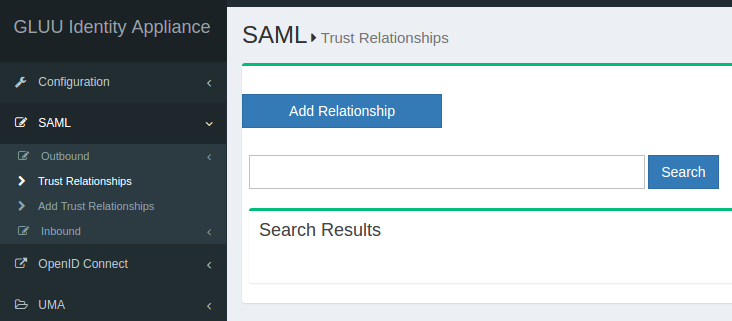 GLUU Identity Appliance
Configuration
SAML
Outbound
Trust Relationships
Add Trust Relationships
Inbound
OpenID Connect
UMA
SAML Trust Relationships
Add Relationship
Search
Search Results